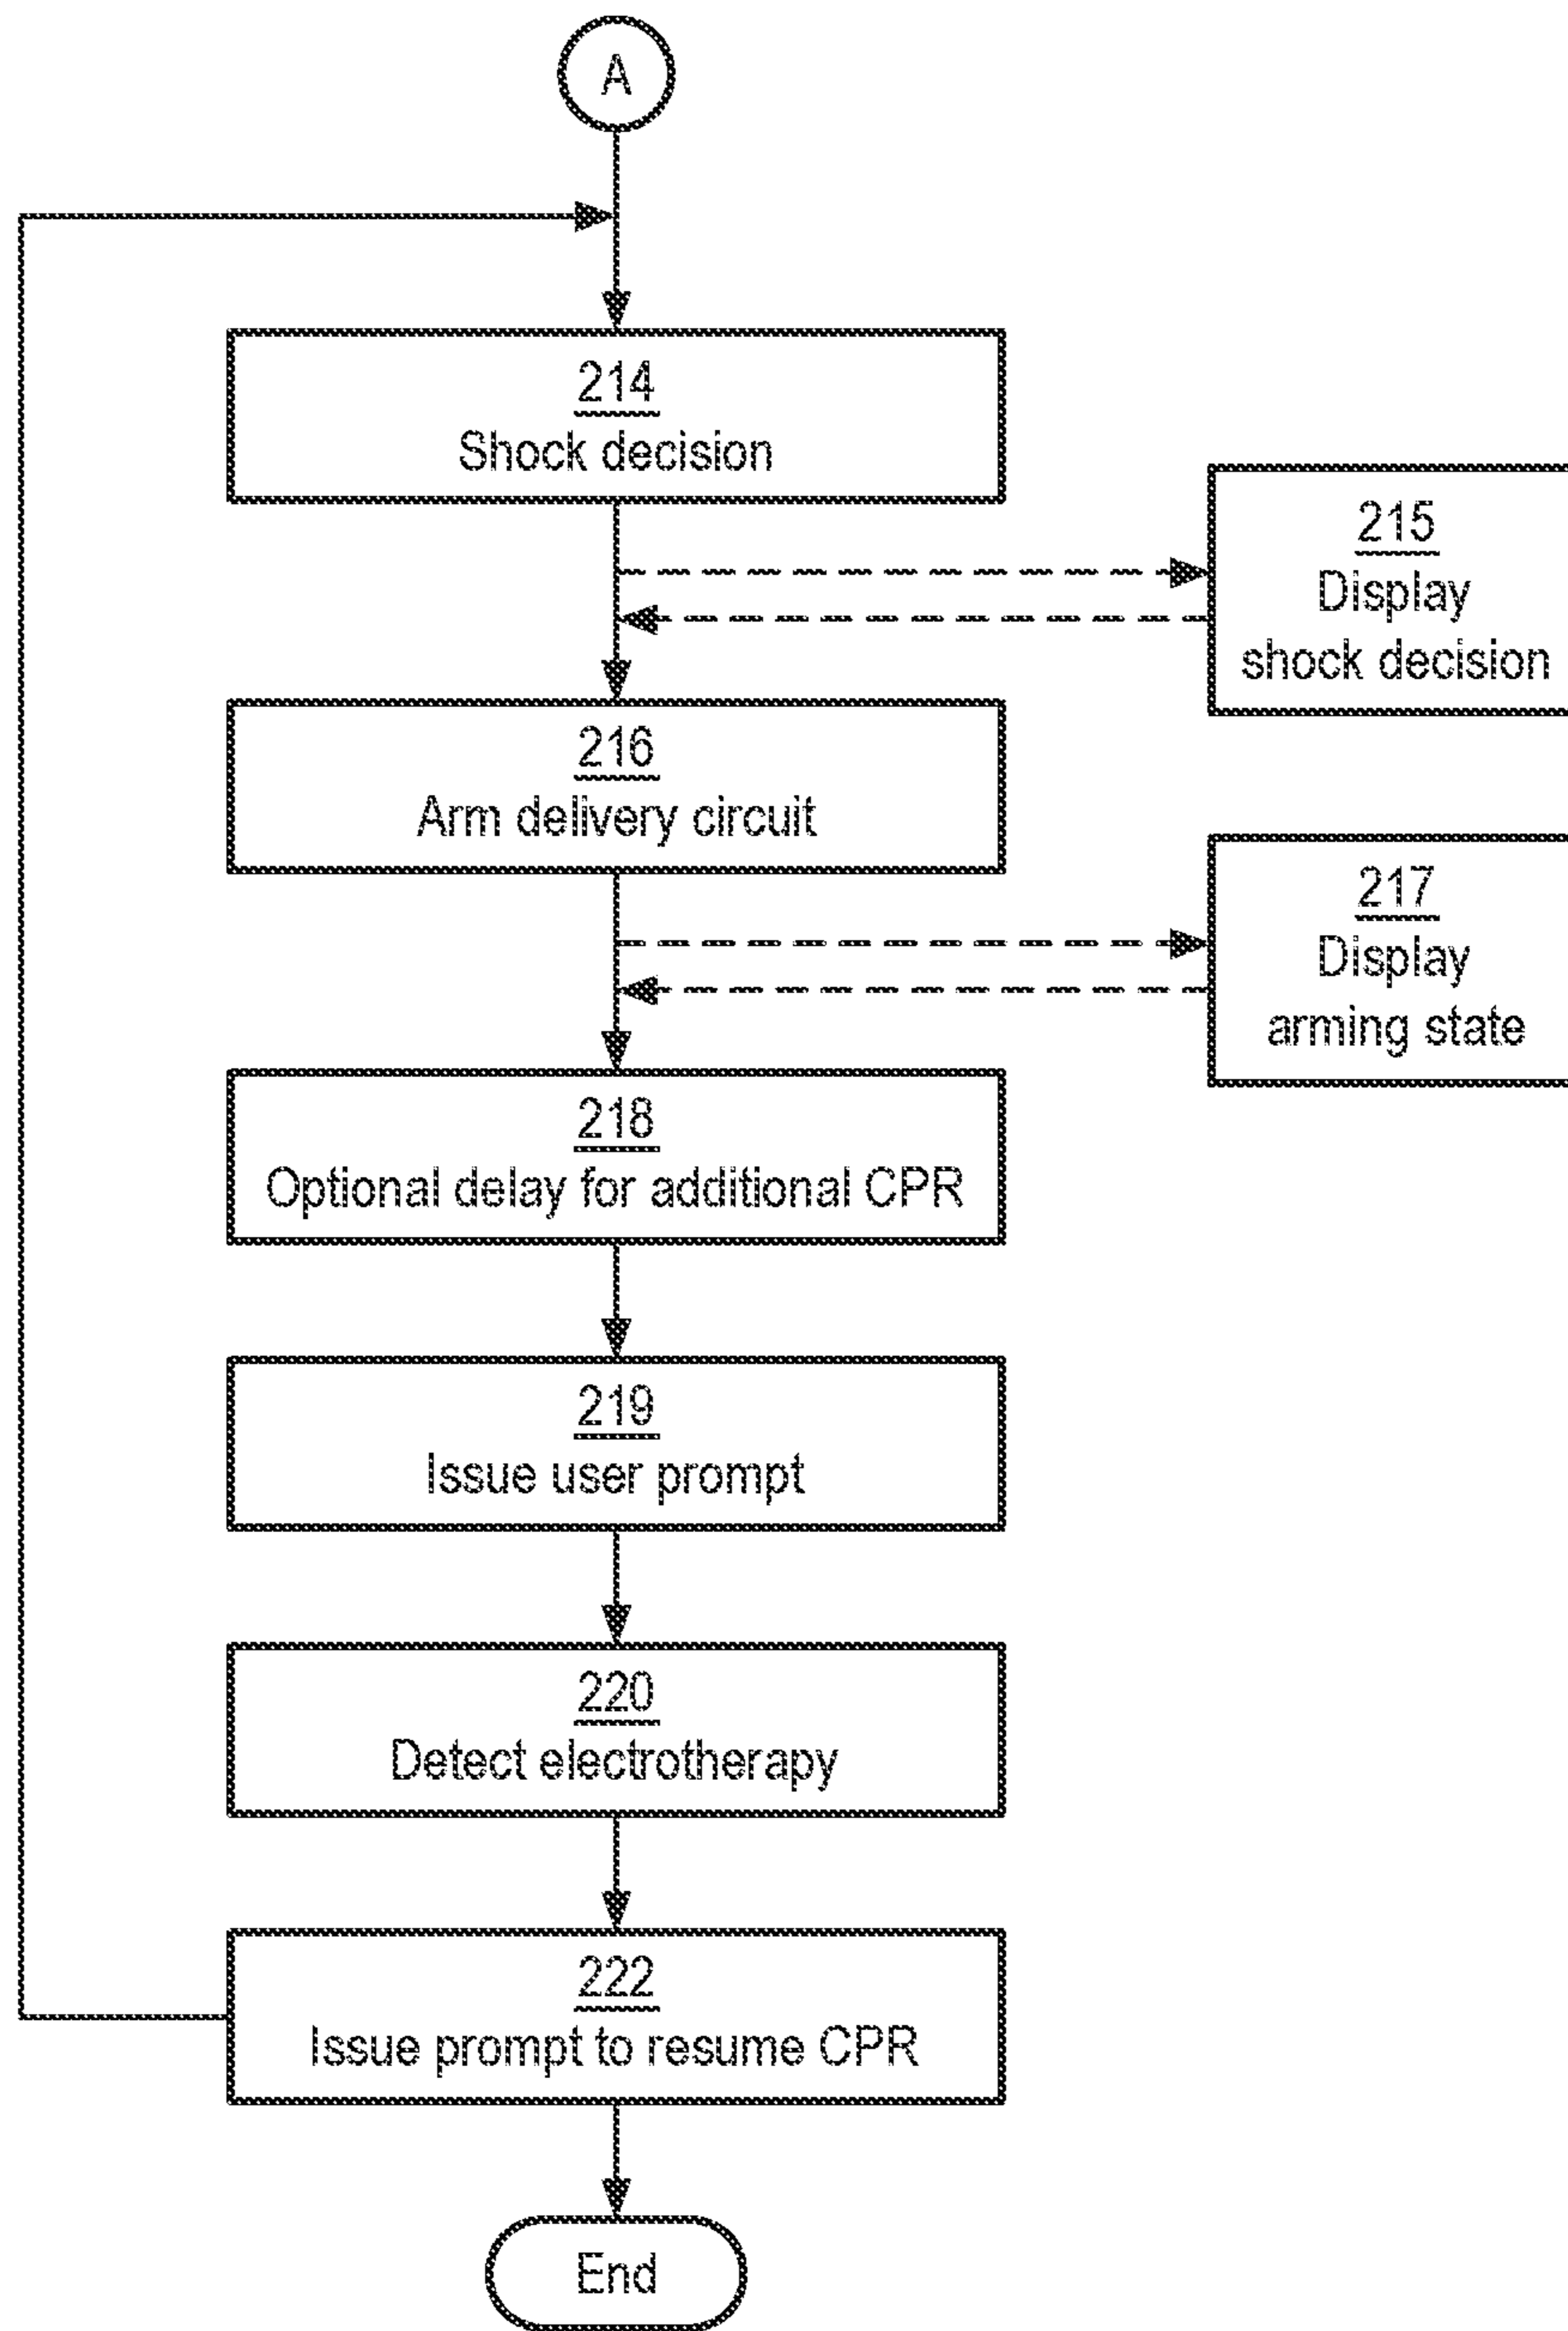 A
214
Shock decision
215
Display
shock decision
216
Arm delivery circuit
217
Display
arming state
218
Optional delay for additional CPR
219
Issue user prompt
220
Detect electrotherapy
222
Issue prompt to resume CPR
End